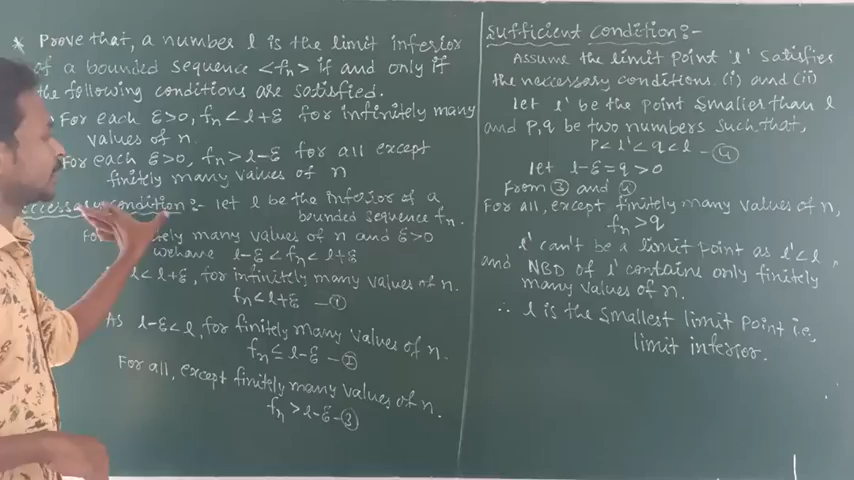 * Prove that, a number l is the limit inferior
of a bounded sequence <fn> if and only if
the following conditions are satisfied.
For each ε>0, fn < l+ε for infinitely many
values of n.
For each ε>0, fn > l-ε for all except
finitely many values of n
condition :- let l be the inferior of a
bounded sequence fn.
many values of n and ε>0
we have l-ε < fn < l+ε
l < l+ε, for infinitely many values of n.
fn < l+ε —①
As l-ε < l, for finitely many values of n.
fn ≤ l-ε —②
For all, except finitely many values of n.
fn > l-ε —③
Sufficient condition :-
Assume the limit point 'l' satisfies
the neccessary conditions (i) and (ii)
let l' be the point smaller than l
and p,q be two numbers such that,
p < l' < q < l —④
let l-ε = q > 0
From ③ and ④
For all, except finitely many values of n,
fn > q
l' can't be a limit point as l' < l
and NBD of l' contains only finitely
many values of n.
∴ l is the smallest limit point i.e,
limit inferior.